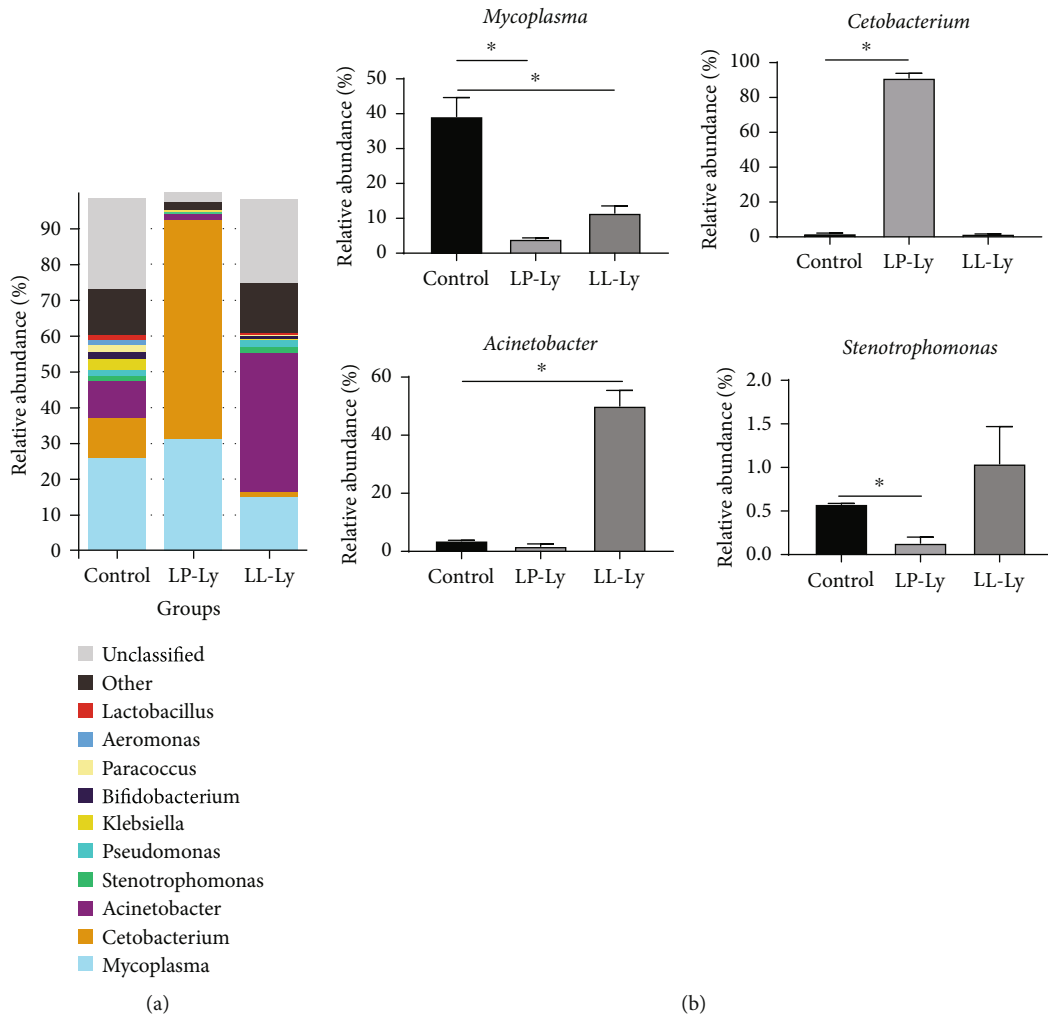 Relative abundance (%)
90
80
70
60
50
40
30
20
10
0
Control LP-Ly LL-Ly
Groups
Unclassified
Other
Lactobacillus
Aeromonas
Paracoccus
Bifidobacterium
Klebsiella
Pseudomonas
Stenotrophomonas
Acinetobacter
Cetobacterium
Mycoplasma
(a)
Mycoplasma
*
*
Relative abundance (%)
50
40
30
20
10
0
Control LP-Ly LL-Ly
Cetobacterium
*
Relative abundance (%)
100
80
60
40
20
0
Control LP-Ly LL-Ly
Acinetobacter
*
Relative abundance (%)
60
40
20
0
Control LP-Ly LL-Ly
Stenotrophomonas
*
Relative abundance (%)
2.0
1.5
1.0
0.5
0.0
Control LP-Ly LL-Ly
(b)